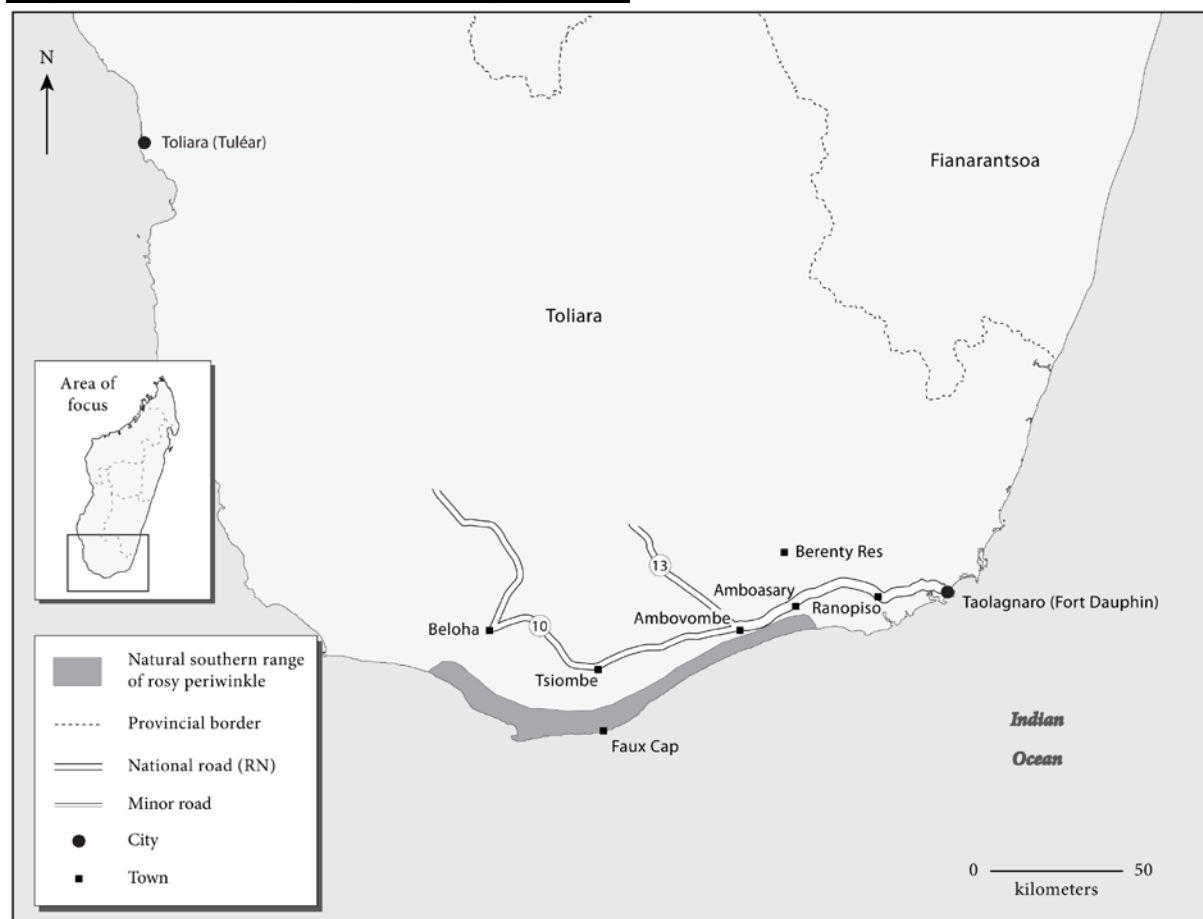 N
Toliara (Tuléar)
Fianarantsoa
Toliara
Area of
focus
Berenty Res
13
Amboasary
Ranopiso
Taolagnaro (Fort Dauphin)
Ambovombe
Beloha
10
Tsiombe
Faux Cap
Indian
Ocean
Natural southern range
of rosy periwinkle
Provincial border
National road (RN)
Minor road
City
Town
0 50
kilometers